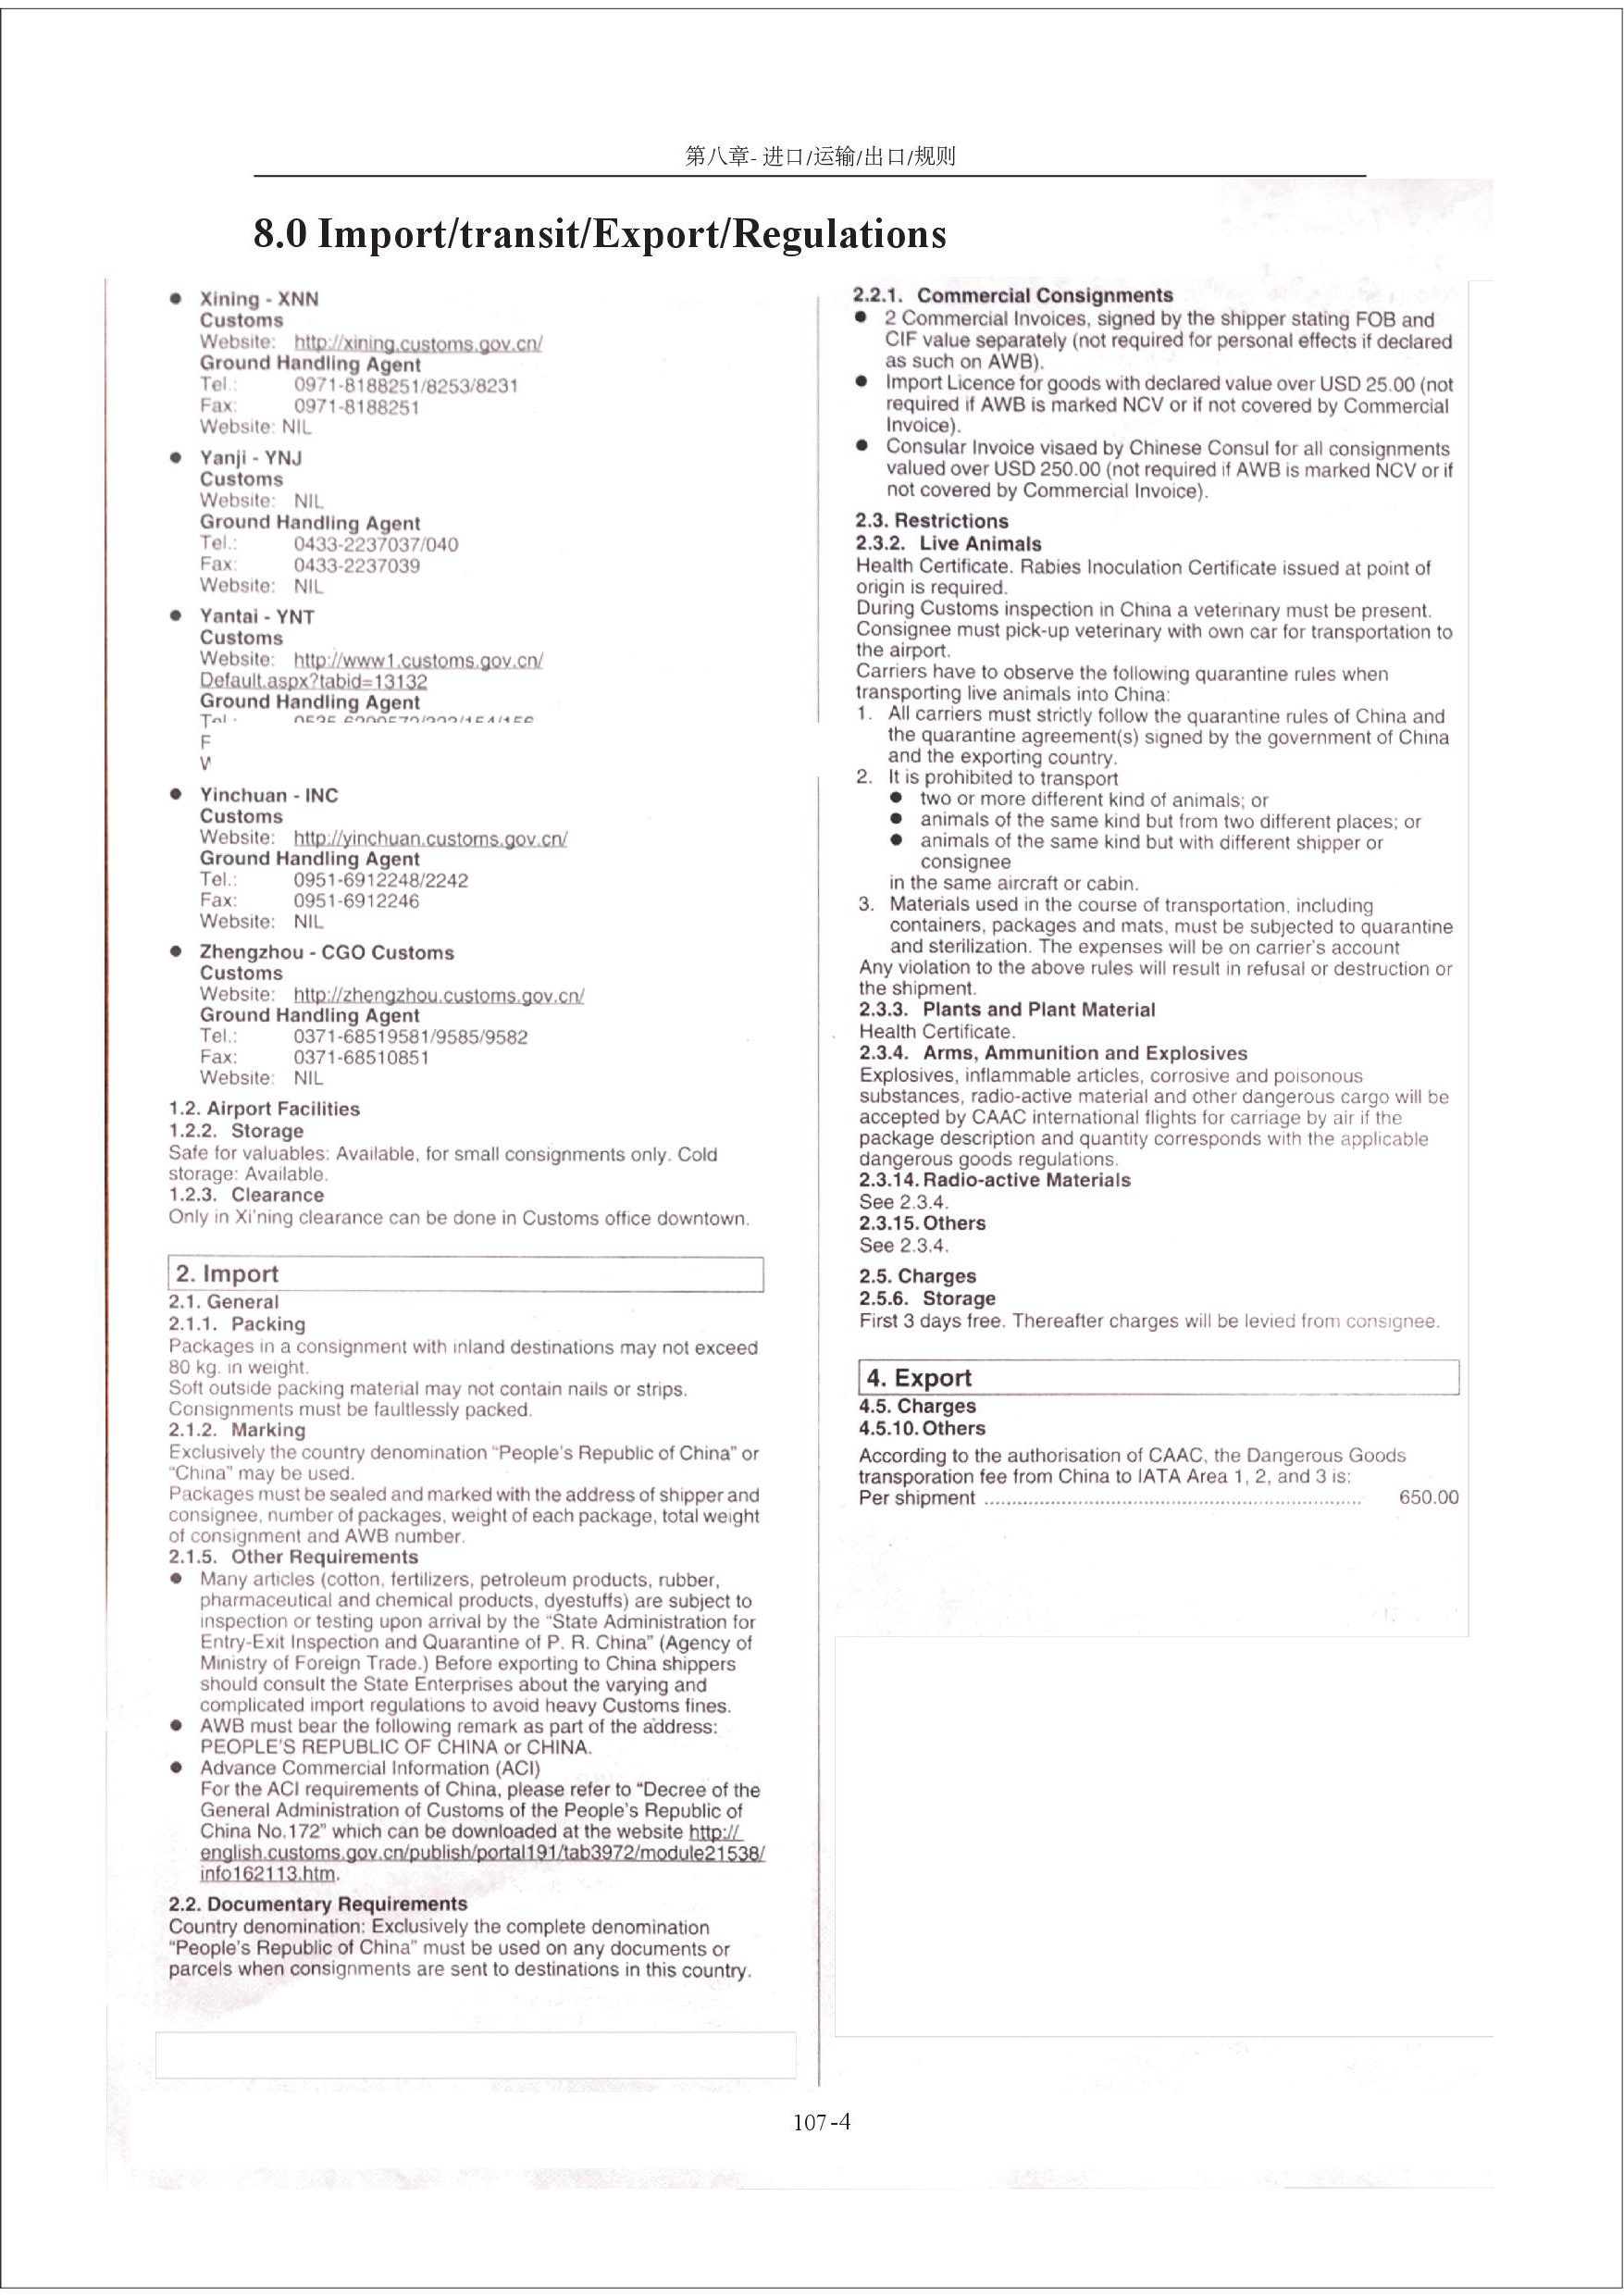 第八章- 进口/运输/出口/规则
8.0 Import/transit/Export/Regulations
● Xining - XNN
Customs
Website: http://xining.customs.gov.cn/
Ground Handling Agent
Tel.: 0971-8188251/8253/8231
Fax: 0971-8188251
Website: NIL
● Yanji - YNJ
Customs
Website: NIL
Ground Handling Agent
Tel.: 0433-2237037/040
Fax: 0433-2237039
Website: NIL
● Yantai - YNT
Customs
Website: http://www1.customs.gov.cn/
Default.aspx?tabid=13132
Ground Handling Agent
Tel.:
F
● Yinchuan - INC
Customs
Website: http://yinchuan.customs.gov.cn/
Ground Handling Agent
Tel.: 0951-6912248/2242
Fax: 0951-6912246
Website: NIL
● Zhengzhou - CGO Customs
Customs
Website: http://zhengzhou.customs.gov.cn/
Ground Handling Agent
Tel.: 0371-68519581/9585/9582
Fax: 0371-68510851
Website: NIL
1.2. Airport Facilities
1.2.2. Storage
Safe for valuables: Available, for small consignments only. Cold
storage: Available.
1.2.3. Clearance
Only in Xi'ning clearance can be done in Customs office downtown.
2. Import
2.1. General
2.1.1. Packing
Packages in a consignment with inland destinations may not exceed
80 kg. in weight.
Soft outside packing material may not contain nails or strips.
Consignments must be faultlessly packed.
2.1.2. Marking
Exclusively the country denomination "People's Republic of China" or
"China" may be used.
Packages must be sealed and marked with the address of shipper and
consignee, number of packages, weight of each package, total weight
of consignment and AWB number.
2.1.5. Other Requirements
● Many articles (cotton, fertilizers, petroleum products, rubber,
pharmaceutical and chemical products, dyestuffs) are subject to
inspection or testing upon arrival by the "State Administration for
Entry-Exit Inspection and Quarantine of P. R. China" (Agency of
Ministry of Foreign Trade.) Before exporting to China shippers
should consult the State Enterprises about the varying and
complicated import regulations to avoid heavy Customs fines.
● AWB must bear the following remark as part of the address:
PEOPLE'S REPUBLIC OF CHINA or CHINA.
● Advance Commercial Information (ACI)
For the ACI requirements of China, please refer to "Decree of the
General Administration of Customs of the People's Republic of
China No.172" which can be downloaded at the website http://
english.customs.gov.cn/publish/portal191/tab3972/module21538/
info162113.htm.
2.2. Documentary Requirements
Country denomination: Exclusively the complete denomination
"People's Republic of China" must be used on any documents or
parcels when consignments are sent to destinations in this country.
2.2.1. Commercial Consignments
● 2 Commercial Invoices, signed by the shipper stating FOB and
CIF value separately (not required for personal effects if declared
as such on AWB).
● Import Licence for goods with declared value over USD 25.00 (not
required if AWB is marked NCV or if not covered by Commercial
Invoice).
● Consular Invoice visaed by Chinese Consul for all consignments
valued over USD 250.00 (not required if AWB is marked NCV or if
not covered by Commercial Invoice).
2.3. Restrictions
2.3.2. Live Animals
Health Certificate. Rabies Inoculation Certificate issued at point of
origin is required.
During Customs inspection in China a veterinary must be present.
Consignee must pick-up veterinary with own car for transportation to
the airport.
Carriers have to observe the following quarantine rules when
transporting live animals into China:
1. All carriers must strictly follow the quarantine rules of China and
the quarantine agreement(s) signed by the government of China
and the exporting country.
2. It is prohibited to transport
● two or more different kind of animals; or
● animals of the same kind but from two different places; or
● animals of the same kind but with different shipper or
consignee
in the same aircraft or cabin.
3. Materials used in the course of transportation, including
containers, packages and mats, must be subjected to quarantine
and sterilization. The expenses will be on carrier's account
Any violation to the above rules will result in refusal or destruction or
the shipment.
2.3.3. Plants and Plant Material
Health Certificate.
2.3.4. Arms, Ammunition and Explosives
Explosives, inflammable articles, corrosive and poisonous
substances, radio-active material and other dangerous cargo will be
accepted by CAAC international flights for carriage by air if the
package description and quantity corresponds with the applicable
dangerous goods regulations.
2.3.14. Radio-active Materials
See 2.3.4.
2.3.15. Others
See 2.3.4.
2.5. Charges
2.5.6. Storage
First 3 days free. Thereafter charges will be levied from consignee.
4. Export
4.5. Charges
4.5.10. Others
According to the authorisation of CAAC, the Dangerous Goods
transporation fee from China to IATA Area 1, 2, and 3 is:
Per shipment ........................................ 650.00
107-4